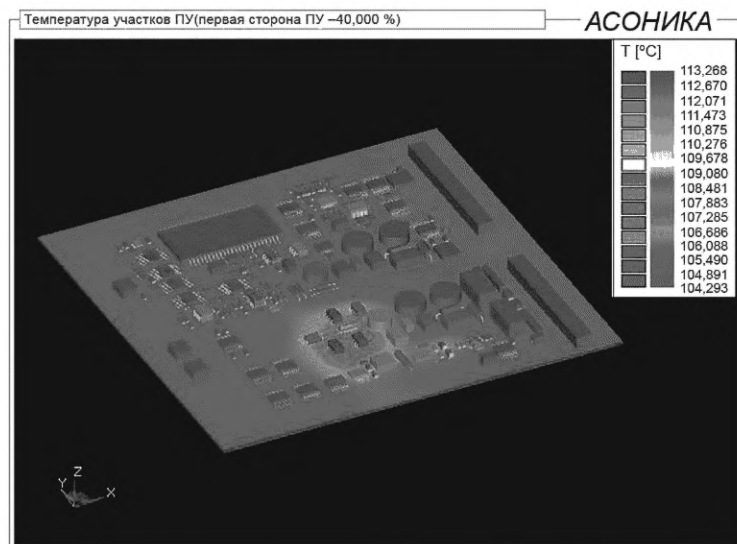 Температура участков ПУ(первая сторона ПУ –40,000 %)
АСОНИКА
T [ºC]
113,268
112,670
112,071
111,473
110,875
110,276
109,678
109,080
108,481
107,883
107,285
106,686
106,088
105,490
104,891
104,293
Z
Y
X